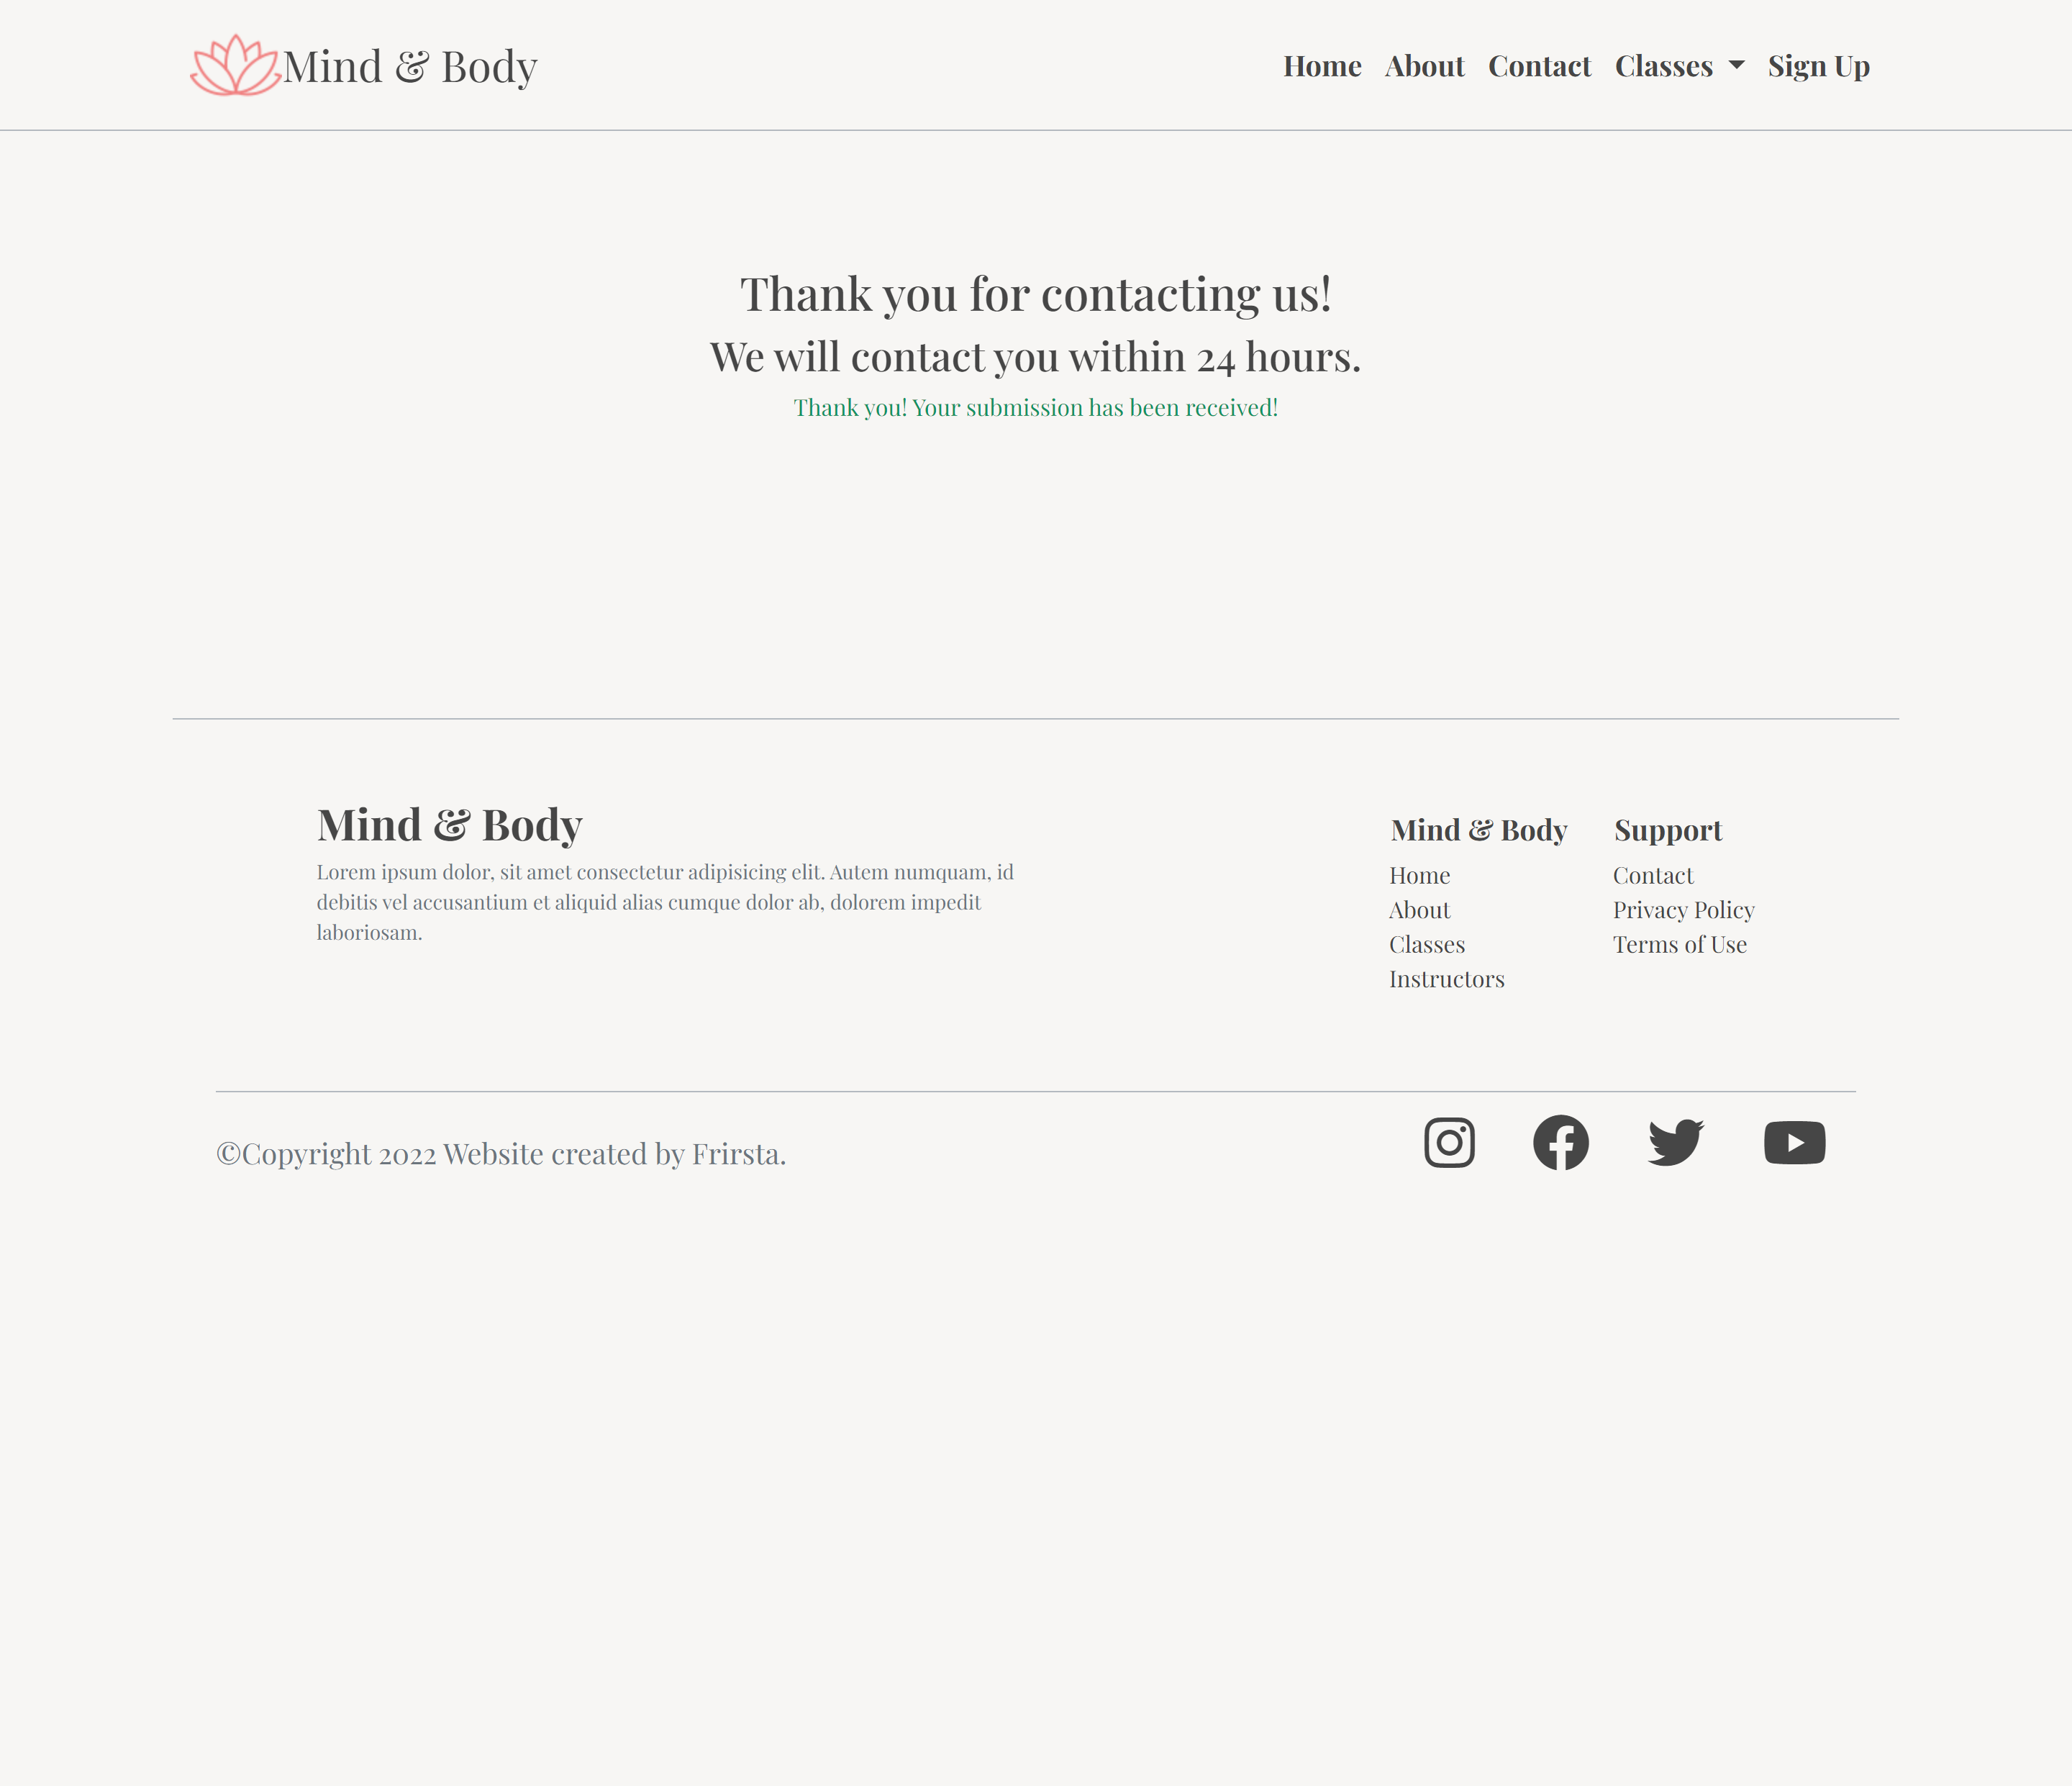 Mind & Body
Home About Contact Classes Sign Up
Thank you for contacting us!
We will contact you within 24 hours.
Thank you! Your submission has been received!
Mind & Body
Lorem ipsum dolor, sit amet consectetur adipisicing elit. Autem numquam, id
debitis vel accusantium et aliquid alias cumque dolor ab, dolorem impedit
laboriosam.
Mind & Body
Home
About
Classes
Instructors
Support
Contact
Privacy Policy
Terms of Use
©Copyright 2022 Website created by Frirsta.